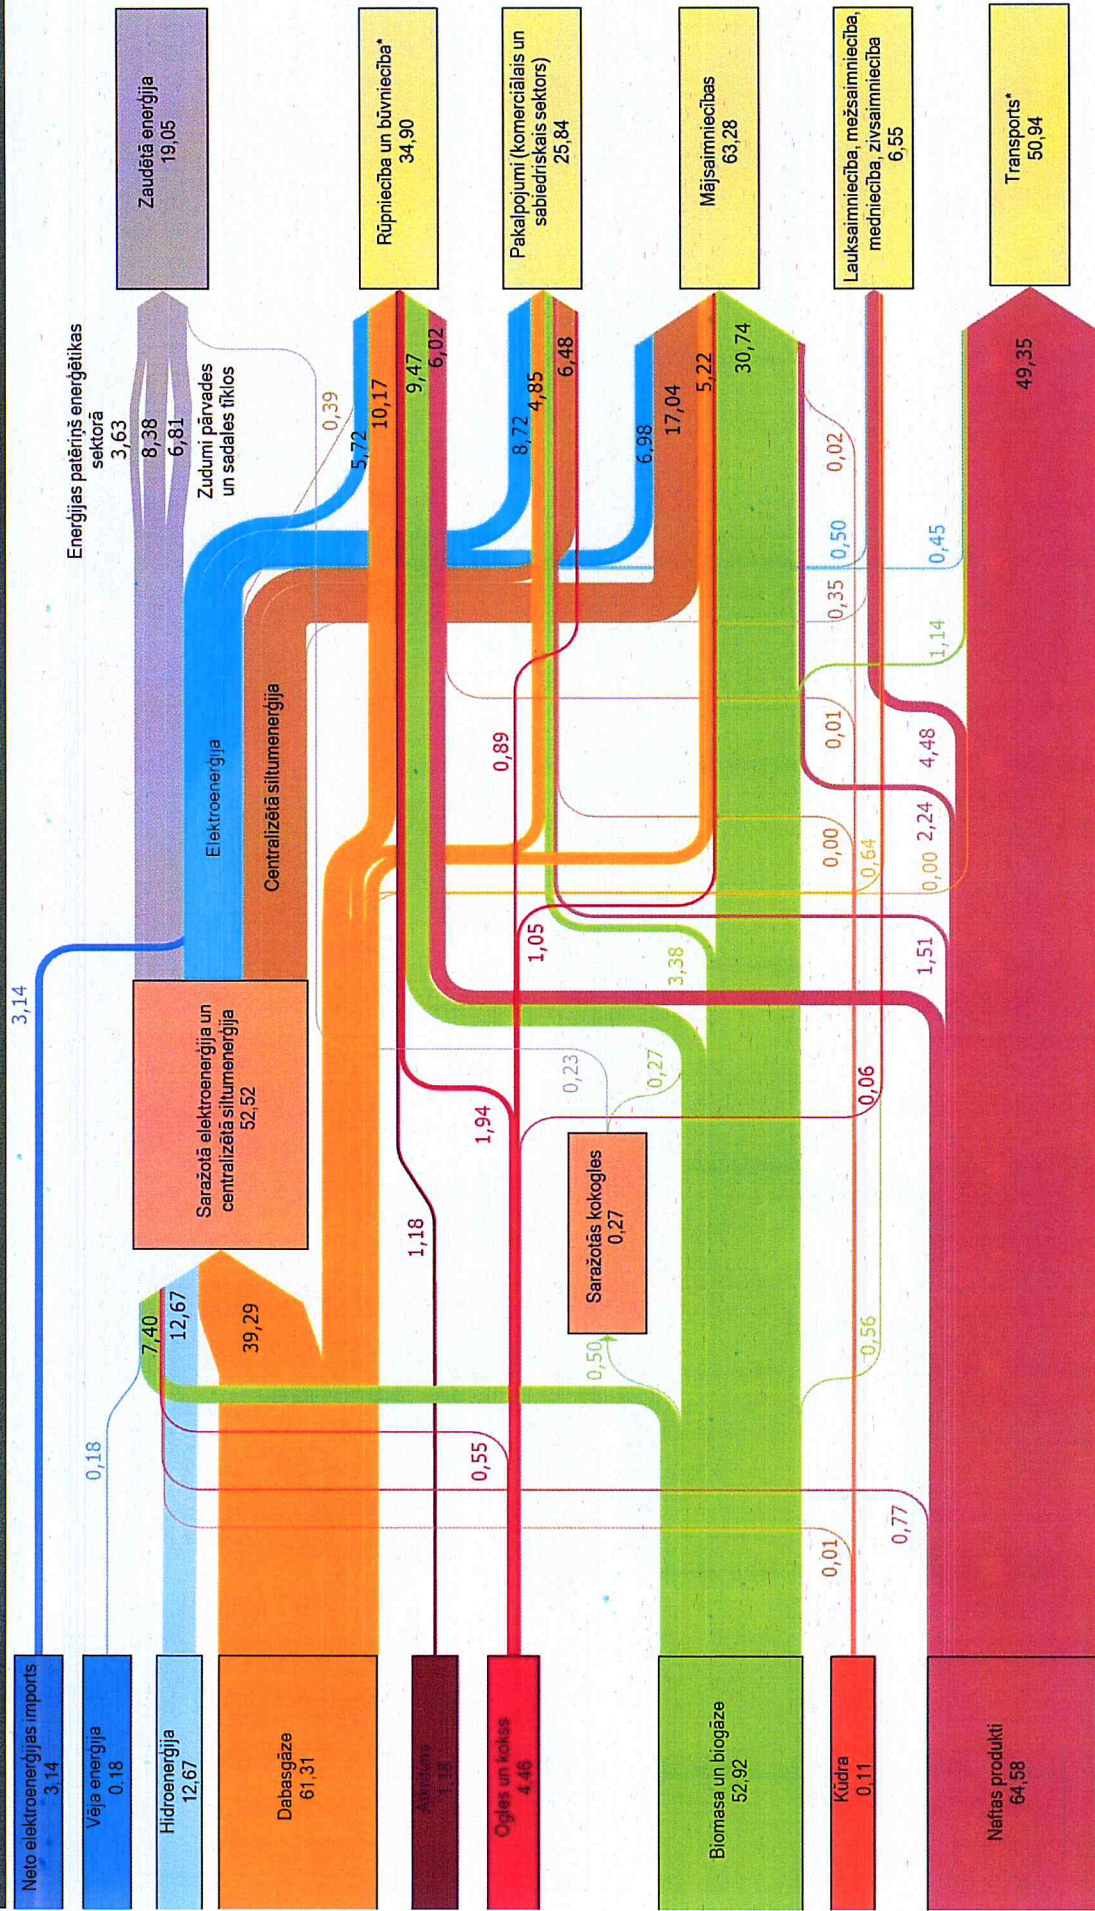 Neto elektroenerģijas imports
3,14
Vēja enerģija
0,18
Hidroenerģija
12,67
Dabasgāze
61,31
Ogles un kokss
4,46
Biomasa un biogāze
52,92
Kūdra
0,11
Naftas produkti
64,58
3,14
0,18
7,40
12,67
39,29
0,55
0,77
0,01
1,18
0,50
0,56
Saražotā elektroenerģija un
centralizētā siltumenerģija
52,52
Saražotās kokogles
0,27
0,23
0,27
1,94
0,06
3,38
1,05
1,51
0,89
0,00
0,64
0,00
2,24
4,48
0,01
1,14
Elektroenerģija
Centralizētā siltumenerģija
0,35
0,50
0,45
0,02
0,39
Enerģijas patēriņš enerģētikas
sektorā
3,63
8,38
6,81
Zudumi pārvades
un sadales tīklos
5,72
10,17
9,47
6,02
8,72
4,85
6,48
6,98
17,04
5,22
30,74
49,35
Zaudētā enerģija
19,05
Rūpniecība un būvniecība*
34,90
Pakalpojumi (komerciālais un
sabiedriskais sektors)
25,84
Mājsaimniecības
63,28
Lauksaimniecība, mežsaimniecība,
medniecība, zivsaimniecība
6,55
Transports*
50,94